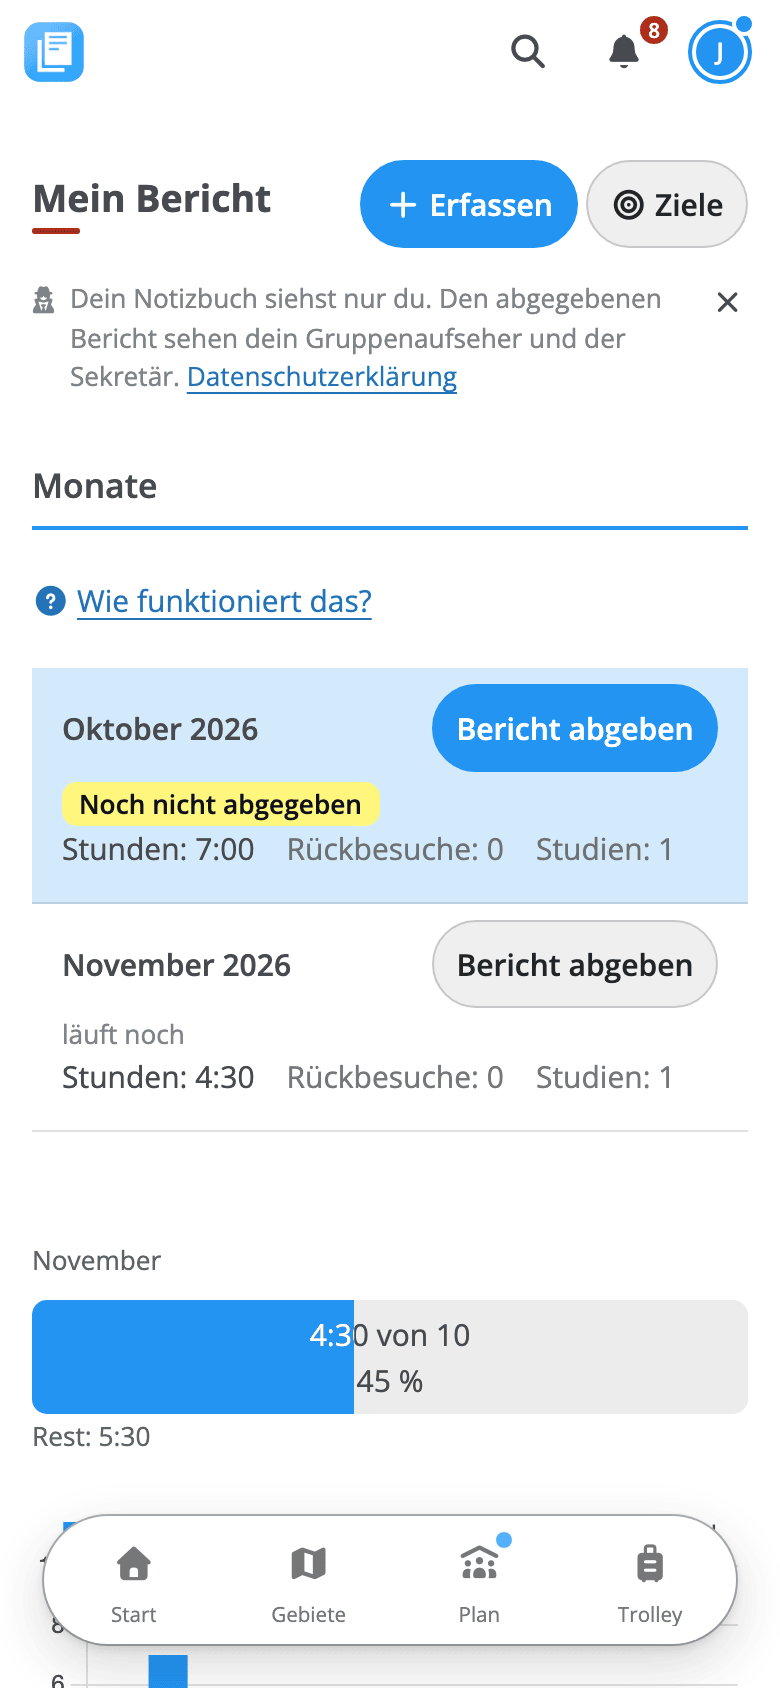 8
J
Mein Bericht
+ Erfassen
Ziele
Dein Notizbuch siehst nur du. Den abgegebenen
Bericht sehen dein Gruppenaufseher und der
Sekretär. Datenschutzerklärung
Monate
? Wie funktioniert das?
Oktober 2026
Bericht abgeben
Noch nicht abgegeben
Stunden: 7:00 Rückbesuche: 0 Studien: 1
November 2026
Bericht abgeben
läuft noch
Stunden: 4:30 Rückbesuche: 0 Studien: 1
November
4:30 von 10
45 %
Rest: 5:30
Start
Gebiete
Plan
Trolley
8
6